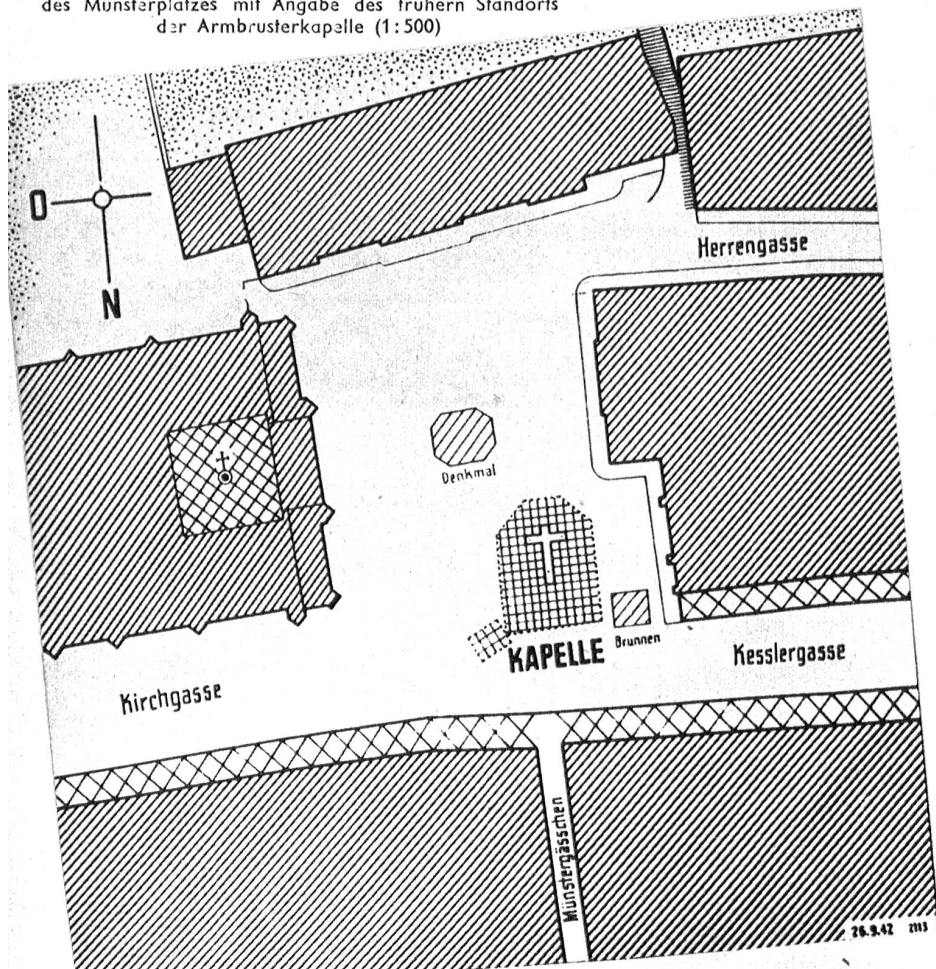 des Münsterplatzes mit Angabe des frühern Standorts
der Armbrusterkapelle (1:500)
O
N
Herrengasse
Denkmal
KAPELLE
Brunnen
Kesslergasse
Kirchgasse
Münstergässchen
26.9.42 2113